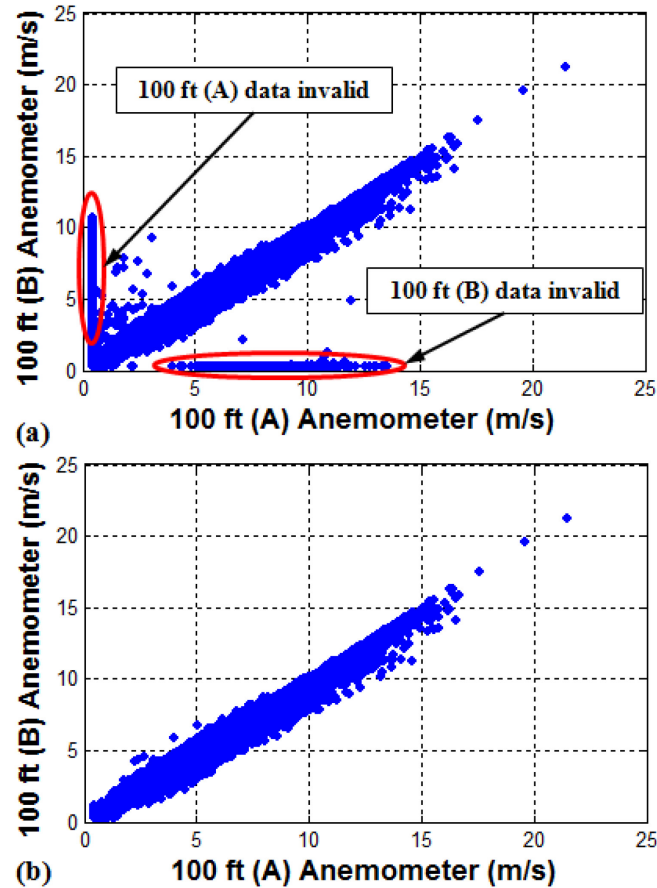 25
20
15
10
5
0
100 ft (B) Anemometer (m/s)
100 ft (A) data invalid
100 ft (B) data invalid
0 5 10 15 20 25
100 ft (A) Anemometer (m/s)
(a)
25
20
15
10
5
0
100 ft (B) Anemometer (m/s)
0 5 10 15 20 25
100 ft (A) Anemometer (m/s)
(b)